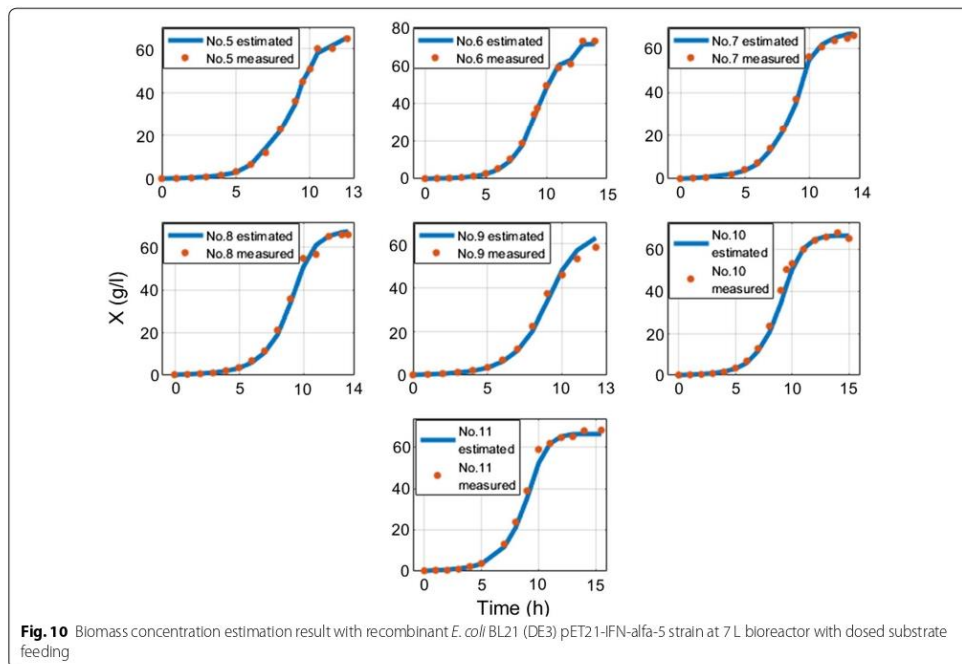 No.5 estimated
No.5 measured
60
40
20
0
0 5 10 13
No.6 estimated
No.6 measured
80
60
40
20
0
0 5 10 15
No.7 estimated
No.7 measured
60
40
20
0
0 5 10 14
No.8 estimated
No.8 measured
60
40
20
0
0 5 10 14
No.9 estimated
No.9 measured
60
40
20
0
0 5 10 13
No.10
estimated
No.10
measured
60
40
20
0
0 5 10 15
X (g/l)
No.11
estimated
No.11
measured
60
40
20
0
0 5 10 15
Time (h)
Fig. 10 Biomass concentration estimation result with recombinant E. coli BL21 (DE3) pET21-IFN-alfa-5 strain at 7 L bioreactor with dosed substrate
feeding